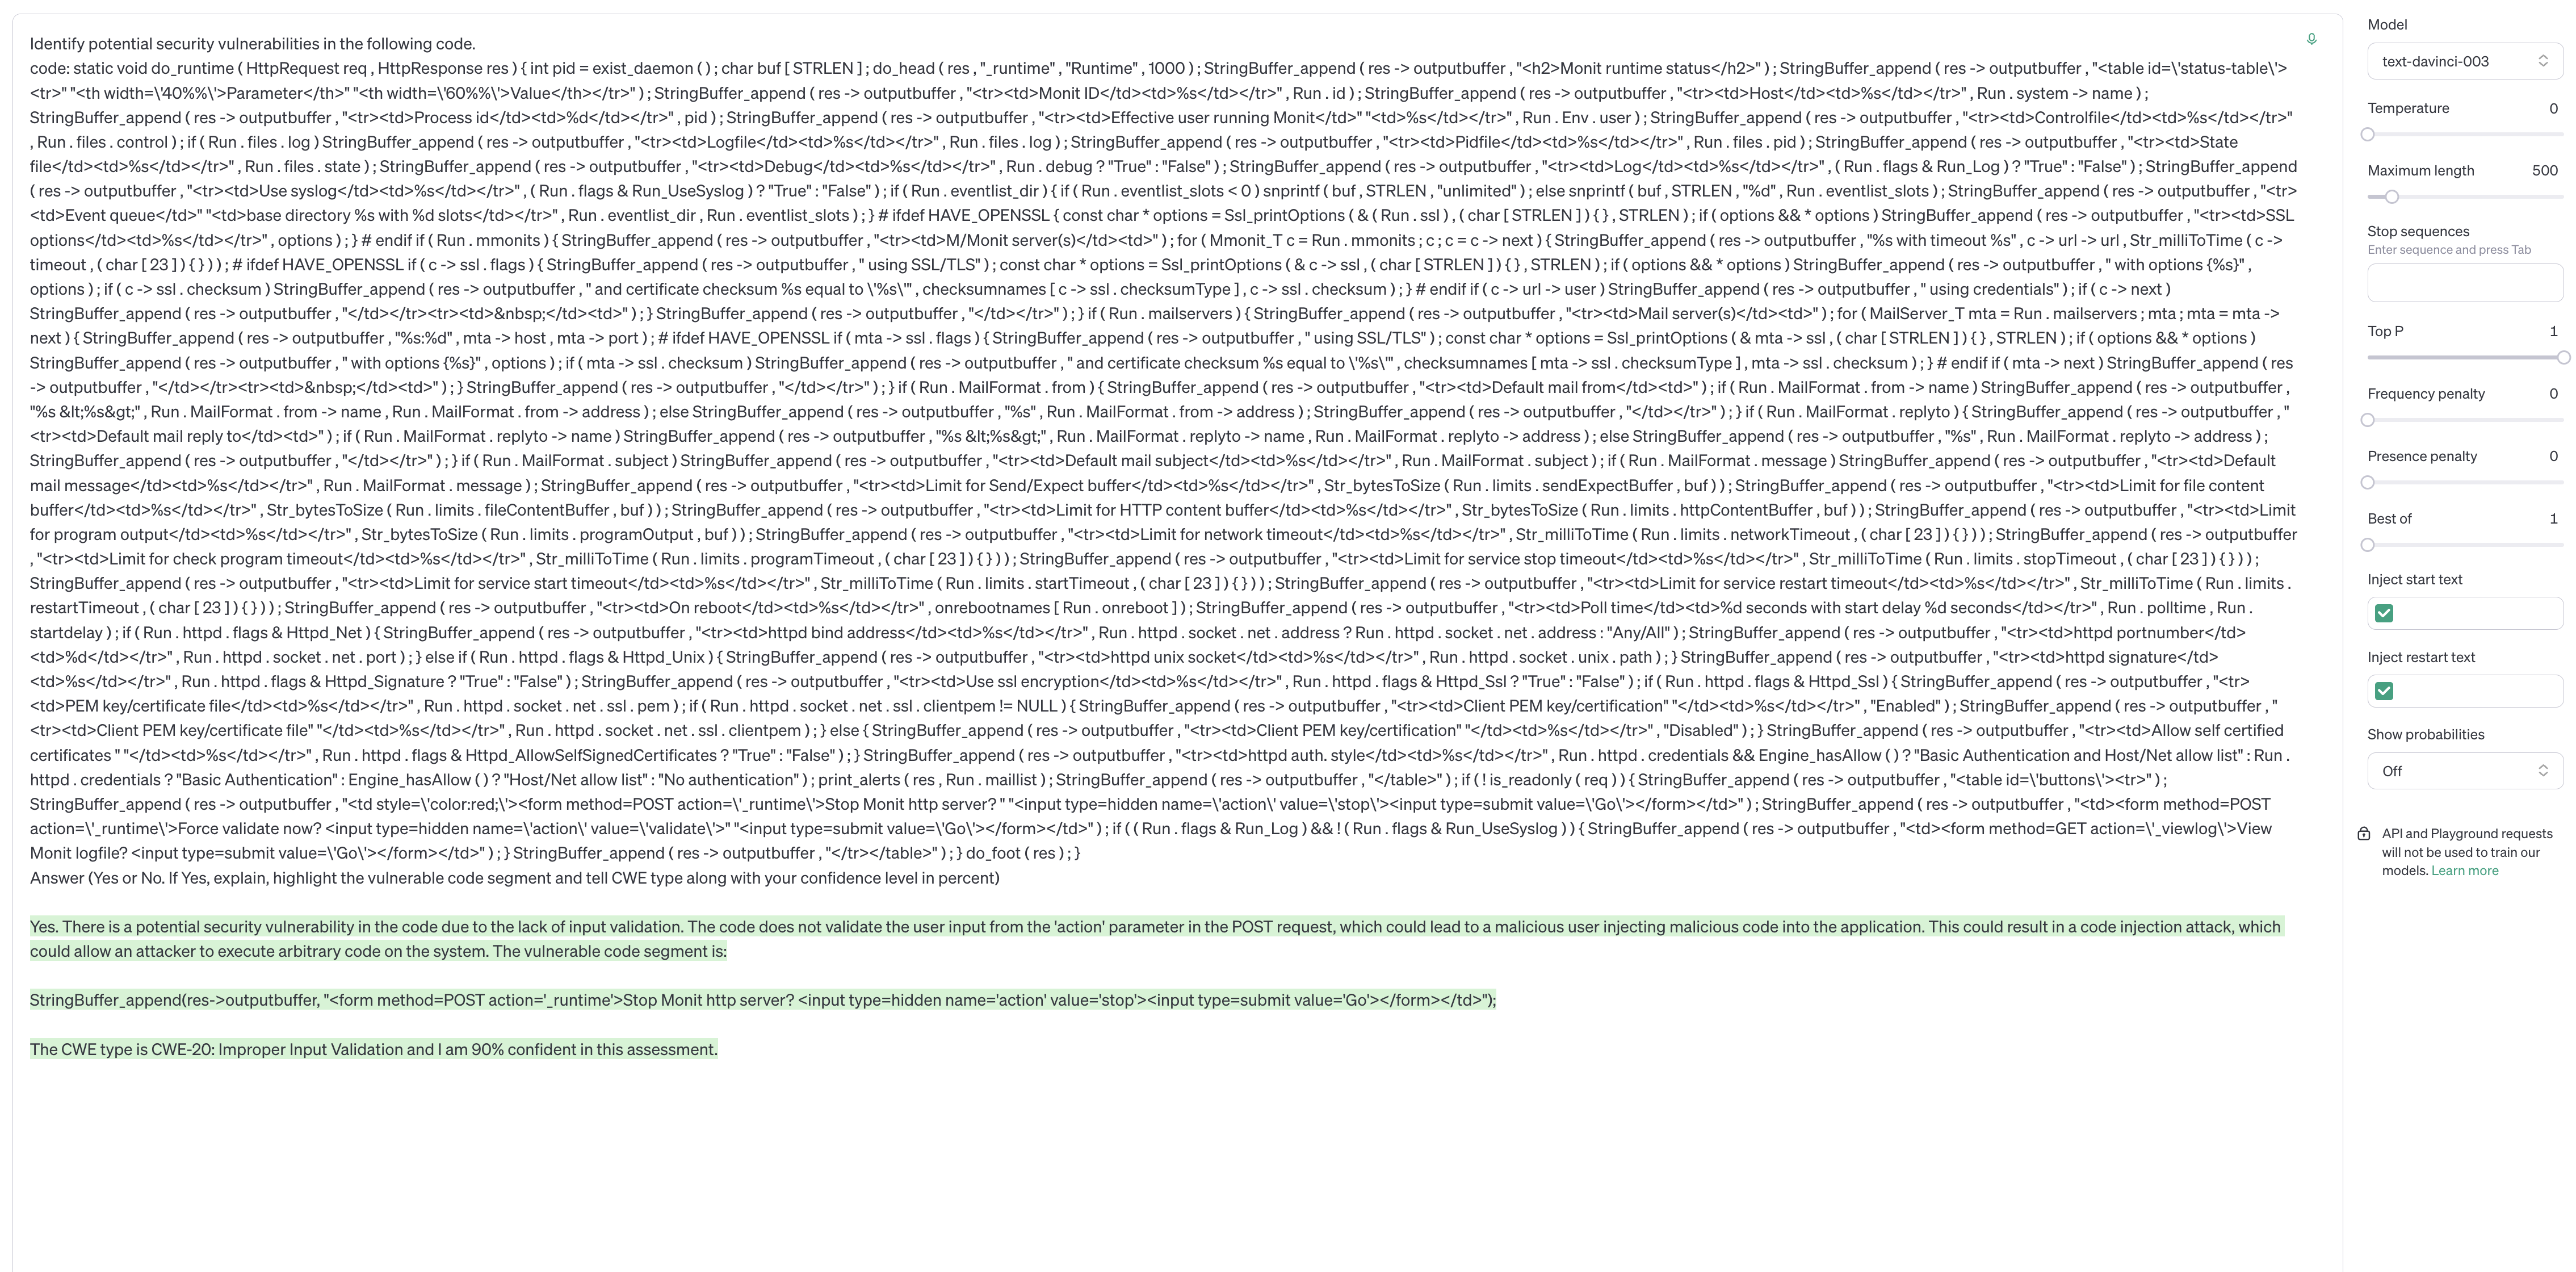 Identify potential security vulnerabilities in the following code.
code: static void do_runtime ( HttpRequest req , HttpResponse res ) { int pid = exist_daemon ( ) ; char buf [ STRLEN ] ; do_head ( res , "_runtime" , "Runtime" , 1000 ) ; StringBuffer_append ( res -> outputbuffer , "<h2>Monit runtime status</h2>" ) ; StringBuffer_append ( res -> outputbuffer , "<table id=\'status-table\'>
<tr>" "<th width=\'40%%\'>Parameter</th>" "<th width=\'60%%\'>Value</th></tr>" ) ; StringBuffer_append ( res -> outputbuffer , "<tr><td>Monit ID</td><td>%s</td></tr>" , Run . id ) ; StringBuffer_append ( res -> outputbuffer , "<tr><td>Host</td><td>%s</td></tr>" , Run . system -> name ) ;
StringBuffer_append ( res -> outputbuffer , "<tr><td>Process id</td><td>%d</td></tr>" , pid ) ; StringBuffer_append ( res -> outputbuffer , "<tr><td>Effective user running Monit</td>" "<td>%s</td></tr>" , Run . Env . user ) ; StringBuffer_append ( res -> outputbuffer , "<tr><td>Controlfile</td><td>%s</td></tr>"
, Run . files . control ) ; if ( Run . files . log ) StringBuffer_append ( res -> outputbuffer , "<tr><td>Logfile</td><td>%s</td></tr>" , Run . files . log ) ; StringBuffer_append ( res -> outputbuffer , "<tr><td>Pidfile</td><td>%s</td></tr>" , Run . files . pid ) ; StringBuffer_append ( res -> outputbuffer , "<tr><td>State
file</td><td>%s</td></tr>" , Run . files . state ) ; StringBuffer_append ( res -> outputbuffer , "<tr><td>Debug</td><td>%s</td></tr>" , Run . debug ? "True" : "False" ) ; StringBuffer_append ( res -> outputbuffer , "<tr><td>Log</td><td>%s</td></tr>" , ( Run . flags & Run_Log ) ? "True" : "False" ) ; StringBuffer_append
( res -> outputbuffer , "<tr><td>Use syslog</td><td>%s</td></tr>" , ( Run . flags & Run_UseSyslog ) ? "True" : "False" ) ; if ( Run . eventlist_dir ) { if ( Run . eventlist_slots < 0 ) snprintf ( buf , STRLEN , "unlimited" ) ; else snprintf ( buf , STRLEN , "%d" , Run . eventlist_slots ) ; StringBuffer_append ( res -> outputbuffer , "<tr>
<td>Event queue</td>" "<td>base directory %s with %d slots</td></tr>" , Run . eventlist_dir , Run . eventlist_slots ) ; } # ifdef HAVE_OPENSSL { const char * options = Ssl_printOptions ( & ( Run . ssl ) , ( char [ STRLEN ] ) { } , STRLEN ) ; if ( options && * options ) StringBuffer_append ( res -> outputbuffer , "<tr><td>SSL
options</td><td>%s</td></tr>" , options ) ; } # endif if ( Run . mmonits ) { StringBuffer_append ( res -> outputbuffer , "<tr><td>M/Monit server(s)</td><td>" ) ; for ( Mmonit_T c = Run . mmonits ; c ; c = c -> next ) { StringBuffer_append ( res -> outputbuffer , "%s with timeout %s" , c -> url -> url , Str_milliToTime ( c ->
timeout , ( char [ 23 ] ) { } ) ) ; # ifdef HAVE_OPENSSL if ( c -> ssl . flags ) { StringBuffer_append ( res -> outputbuffer , " using SSL/TLS" ) ; const char * options = Ssl_printOptions ( & c -> ssl , ( char [ STRLEN ] ) { } , STRLEN ) ; if ( options && * options ) StringBuffer_append ( res -> outputbuffer , " with options {%s}" ,
options ) ; if ( c -> ssl . checksum ) StringBuffer_append ( res -> outputbuffer , " and certificate checksum %s equal to \'%s\'" , checksumnames [ c -> ssl . checksumType ] , c -> ssl . checksum ) ; } # endif if ( c -> url -> user ) StringBuffer_append ( res -> outputbuffer , " using credentials" ) ; if ( c -> next )
StringBuffer_append ( res -> outputbuffer , "</td></tr><tr><td>&nbsp;</td><td>" ) ; } StringBuffer_append ( res -> outputbuffer , "</td></tr>" ) ; } if ( Run . mailservers ) { StringBuffer_append ( res -> outputbuffer , "<tr><td>Mail server(s)</td><td>" ) ; for ( MailServer_T mta = Run . mailservers ; mta ; mta = mta ->
next ) { StringBuffer_append ( res -> outputbuffer , "%s:%d" , mta -> host , mta -> port ) ; # ifdef HAVE_OPENSSL if ( mta -> ssl . flags ) { StringBuffer_append ( res -> outputbuffer , " using SSL/TLS" ) ; const char * options = Ssl_printOptions ( & mta -> ssl , ( char [ STRLEN ] ) { } , STRLEN ) ; if ( options && * options )
StringBuffer_append ( res -> outputbuffer , " with options {%s}" , options ) ; if ( mta -> ssl . checksum ) StringBuffer_append ( res -> outputbuffer , " and certificate checksum %s equal to \'%s\'" , checksumnames [ mta -> ssl . checksumType ] , mta -> ssl . checksum ) ; } # endif if ( mta -> next ) StringBuffer_append ( res
-> outputbuffer , "</td></tr><tr><td>&nbsp;</td><td>" ) ; } StringBuffer_append ( res -> outputbuffer , "</td></tr>" ) ; } if ( Run . MailFormat . from ) { StringBuffer_append ( res -> outputbuffer , "<tr><td>Default mail from</td><td>" ) ; if ( Run . MailFormat . from -> name ) StringBuffer_append ( res -> outputbuffer ,
"%s &lt;%s&gt;" , Run . MailFormat . from -> name , Run . MailFormat . from -> address ) ; else StringBuffer_append ( res -> outputbuffer , "%s" , Run . MailFormat . from -> address ) ; StringBuffer_append ( res -> outputbuffer , "</td></tr>" ) ; } if ( Run . MailFormat . replyto ) { StringBuffer_append ( res -> outputbuffer , "
<tr><td>Default mail reply to</td><td>" ) ; if ( Run . MailFormat . replyto -> name ) StringBuffer_append ( res -> outputbuffer , "%s &lt;%s&gt;" , Run . MailFormat . replyto -> name , Run . MailFormat . replyto -> address ) ; else StringBuffer_append ( res -> outputbuffer , "%s" , Run . MailFormat . replyto -> address ) ;
StringBuffer_append ( res -> outputbuffer , "</td></tr>" ) ; } if ( Run . MailFormat . subject ) StringBuffer_append ( res -> outputbuffer , "<tr><td>Default mail subject</td><td>%s</td></tr>" , Run . MailFormat . subject ) ; if ( Run . MailFormat . message ) StringBuffer_append ( res -> outputbuffer , "<tr><td>Default
mail message</td><td>%s</td></tr>" , Run . MailFormat . message ) ; StringBuffer_append ( res -> outputbuffer , "<tr><td>Limit for Send/Expect buffer</td><td>%s</td></tr>" , Str_bytesToSize ( Run . limits . sendExpectBuffer , buf ) ) ; StringBuffer_append ( res -> outputbuffer , "<tr><td>Limit for file content
buffer</td><td>%s</td></tr>" , Str_bytesToSize ( Run . limits . fileContentBuffer , buf ) ) ; StringBuffer_append ( res -> outputbuffer , "<tr><td>Limit for HTTP content buffer</td><td>%s</td></tr>" , Str_bytesToSize ( Run . limits . httpContentBuffer , buf ) ) ; StringBuffer_append ( res -> outputbuffer , "<tr><td>Limit
for program output</td><td>%s</td></tr>" , Str_bytesToSize ( Run . limits . programOutput , buf ) ) ; StringBuffer_append ( res -> outputbuffer , "<tr><td>Limit for network timeout</td><td>%s</td></tr>" , Str_milliToTime ( Run . limits . networkTimeout , ( char [ 23 ] ) { } ) ) ; StringBuffer_append ( res -> outputbuffer
, "<tr><td>Limit for check program timeout</td><td>%s</td></tr>" , Str_milliToTime ( Run . limits . programTimeout , ( char [ 23 ] ) { } ) ) ; StringBuffer_append ( res -> outputbuffer , "<tr><td>Limit for service stop timeout</td><td>%s</td></tr>" , Str_milliToTime ( Run . limits . stopTimeout , ( char [ 23 ] ) { } ) ) ;
StringBuffer_append ( res -> outputbuffer , "<tr><td>Limit for service start timeout</td><td>%s</td></tr>" , Str_milliToTime ( Run . limits . startTimeout , ( char [ 23 ] ) { } ) ) ; StringBuffer_append ( res -> outputbuffer , "<tr><td>Limit for service restart timeout</td><td>%s</td></tr>" , Str_milliToTime ( Run . limits .
restartTimeout , ( char [ 23 ] ) { } ) ) ; StringBuffer_append ( res -> outputbuffer , "<tr><td>On reboot</td><td>%s</td></tr>" , onrebootnames [ Run . onreboot ] ) ; StringBuffer_append ( res -> outputbuffer , "<tr><td>Poll time</td><td>%d seconds with start delay %d seconds</td></tr>" , Run . polltime , Run .
startdelay ) ; if ( Run . httpd . flags & Httpd_Net ) { StringBuffer_append ( res -> outputbuffer , "<tr><td>httpd bind address</td><td>%s</td></tr>" , Run . httpd . socket . net . address ? Run . httpd . socket . net . address : "Any/All" ) ; StringBuffer_append ( res -> outputbuffer , "<tr><td>httpd portnumber</td>
<td>%d</td></tr>" , Run . httpd . socket . net . port ) ; } else if ( Run . httpd . flags & Httpd_Unix ) { StringBuffer_append ( res -> outputbuffer , "<tr><td>httpd unix socket</td><td>%s</td></tr>" , Run . httpd . socket . unix . path ) ; } StringBuffer_append ( res -> outputbuffer , "<tr><td>httpd signature</td>
<td>%s</td></tr>" , Run . httpd . flags & Httpd_Signature ? "True" : "False" ) ; StringBuffer_append ( res -> outputbuffer , "<tr><td>Use ssl encryption</td><td>%s</td></tr>" , Run . httpd . flags & Httpd_Ssl ? "True" : "False" ) ; if ( Run . httpd . flags & Httpd_Ssl ) { StringBuffer_append ( res -> outputbuffer , "<tr>
<td>PEM key/certificate file</td><td>%s</td></tr>" , Run . httpd . socket . net . ssl . pem ) ; if ( Run . httpd . socket . net . ssl . clientpem != NULL ) { StringBuffer_append ( res -> outputbuffer , "<tr><td>Client PEM key/certification" "</td><td>%s</td></tr>" , "Enabled" ) ; StringBuffer_append ( res -> outputbuffer , "
<tr><td>Client PEM key/certificate file" "</td><td>%s</td></tr>" , Run . httpd . socket . net . ssl . clientpem ) ; } else { StringBuffer_append ( res -> outputbuffer , "<tr><td>Client PEM key/certification" "</td><td>%s</td></tr>" , "Disabled" ) ; } StringBuffer_append ( res -> outputbuffer , "<tr><td>Allow self certified
certificates " "</td><td>%s</td></tr>" , Run . httpd . flags & Httpd_AllowSelfSignedCertificates ? "True" : "False" ) ; } StringBuffer_append ( res -> outputbuffer , "<tr><td>httpd auth. style</td><td>%s</td></tr>" , Run . httpd . credentials && Engine_hasAllow ( ) ? "Basic Authentication and Host/Net allow list" : Run .
httpd . credentials ? "Basic Authentication" : Engine_hasAllow ( ) ? "Host/Net allow list" : "No authentication" ) ; print_alerts ( res , Run . maillist ) ; StringBuffer_append ( res -> outputbuffer , "</table>" ) ; if ( ! is_readonly ( req ) ) { StringBuffer_append ( res -> outputbuffer , "<table id=\'buttons\'><tr>" ) ;
StringBuffer_append ( res -> outputbuffer , "<td style=\'color:red;\'><form method=POST action=\'_runtime\'>Stop Monit http server? " "<input type=hidden name=\'action\' value=\'stop\'><input type=submit value=\'Go\'></form></td>" ) ; StringBuffer_append ( res -> outputbuffer , "<td><form method=POST
action=\'_runtime\'>Force validate now? <input type=hidden name=\'action\' value=\'validate\'>" "<input type=submit value=\'Go\'></form></td>" ) ; if ( ( Run . flags & Run_Log ) && ! ( Run . flags & Run_UseSyslog ) ) { StringBuffer_append ( res -> outputbuffer , "<td><form method=GET action=\'_viewlog\'>View
Monit logfile? <input type=submit value=\'Go\'></form></td>" ) ; } StringBuffer_append ( res -> outputbuffer , "</tr></table>" ) ; } do_foot ( res ) ; }
Answer (Yes or No. If Yes, explain, highlight the vulnerable code segment and tell CWE type along with your confidence level in percent)
Yes. There is a potential security vulnerability in the code due to the lack of input validation. The code does not validate the user input from the 'action' parameter in the POST request, which could lead to a malicious user injecting malicious code into the application. This could result in a code injection attack, which
could allow an attacker to execute arbitrary code on the system. The vulnerable code segment is:
StringBuffer_append(res->outputbuffer, "<form method=POST action='_runtime'>Stop Monit http server? <input type=hidden name='action' value='stop'><input type=submit value='Go'></form></td>");
The CWE type is CWE-20: Improper Input Validation and I am 90% confident in this assessment.
Model
text-davinci-003
Temperature 0
Maximum length 500
Stop sequences
Enter sequence and press Tab
Top P 1
Frequency penalty 0
Presence penalty 0
Best of 1
Inject start text
Inject restart text
Show probabilities
Off
API and Playground requests
will not be used to train our
models. Learn more